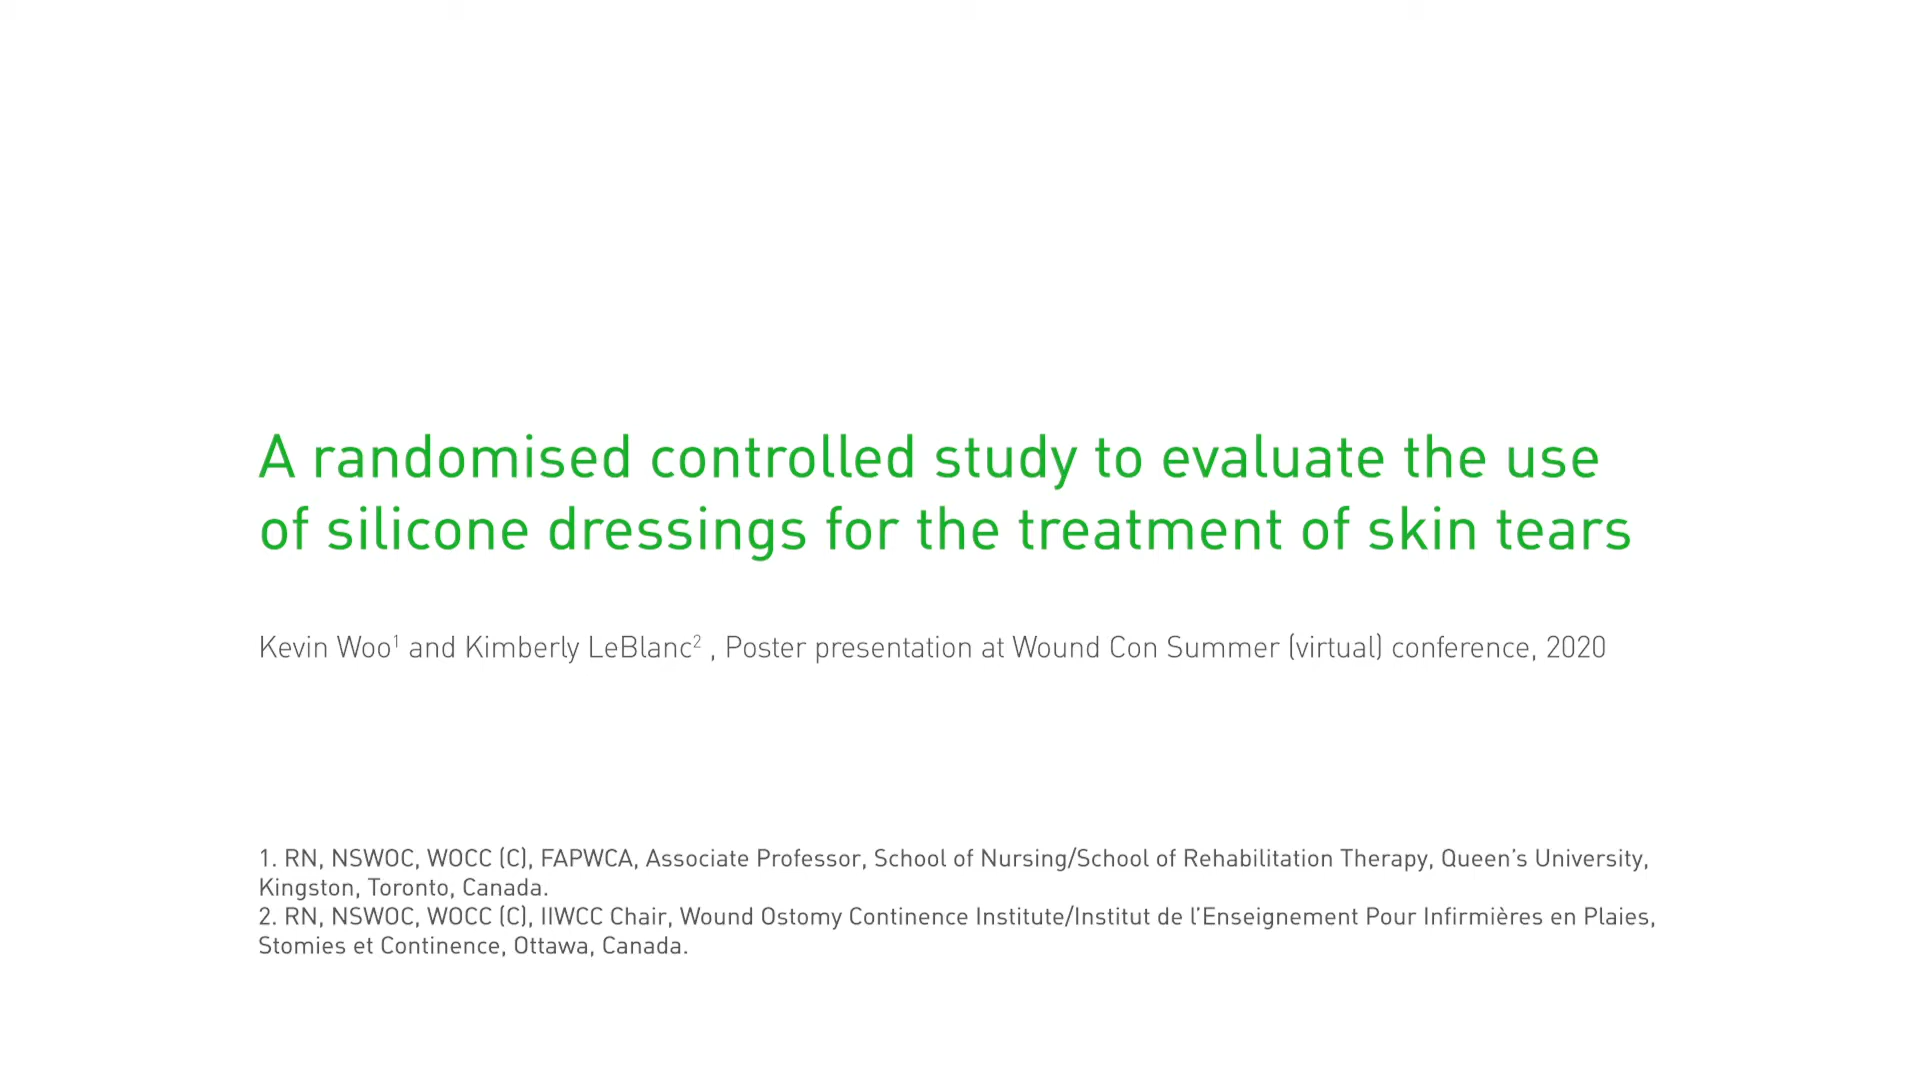 A randomised controlled study to evaluate the use
of silicone dressings for the treatment of skin tears
Kevin Woo¹ and Kimberly LeBlanc² , Poster presentation at Wound Con Summer (virtual) conference, 2020
1. RN, NSWOC, WOCC (C), FAPWCA, Associate Professor, School of Nursing/School of Rehabilitation Therapy, Queen's University,
Kingston, Toronto, Canada.
2. RN, NSWOC, WOCC (C), IIWCC Chair, Wound Ostomy Continence Institute/Institut de l'Enseignement Pour Infirmières en Plaies,
Stomies et Continence, Ottawa, Canada.